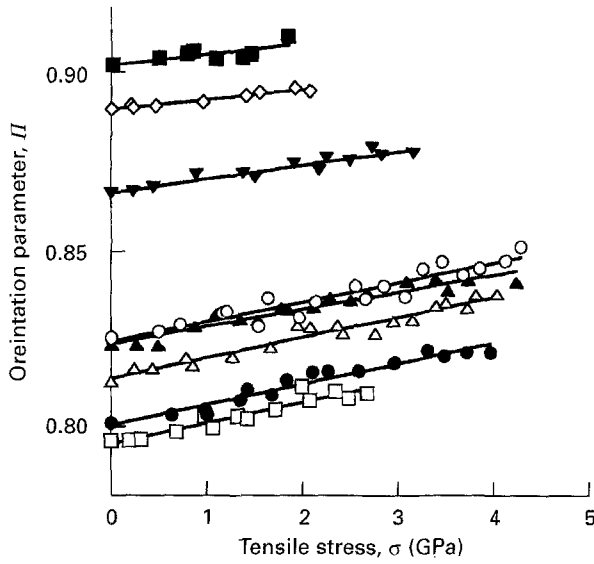 Oreintation parameter, Π
0.90
0.85
0.80
0 1 2 3 4 5
Tensile stress, σ (GPa)